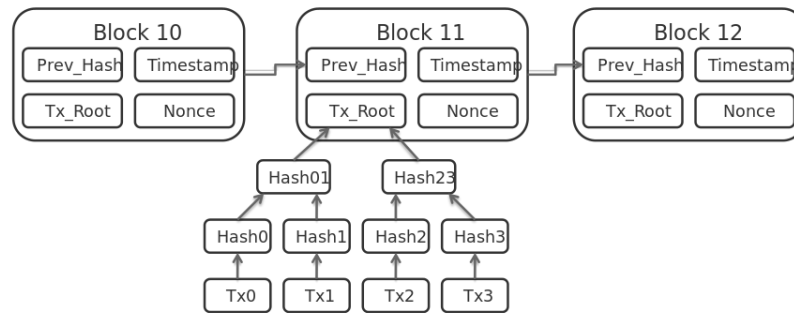 Block 10 Block 11 Block 12
Prev_Hash Timestamp Prev_Hash Timestamp Prev_Hash Timestamp
Tx_Root Nonce Tx_Root Nonce Tx_Root Nonce
Hash01 Hash23
Hash0 Hash1 Hash2 Hash3
Tx0 Tx1 Tx2 Tx3